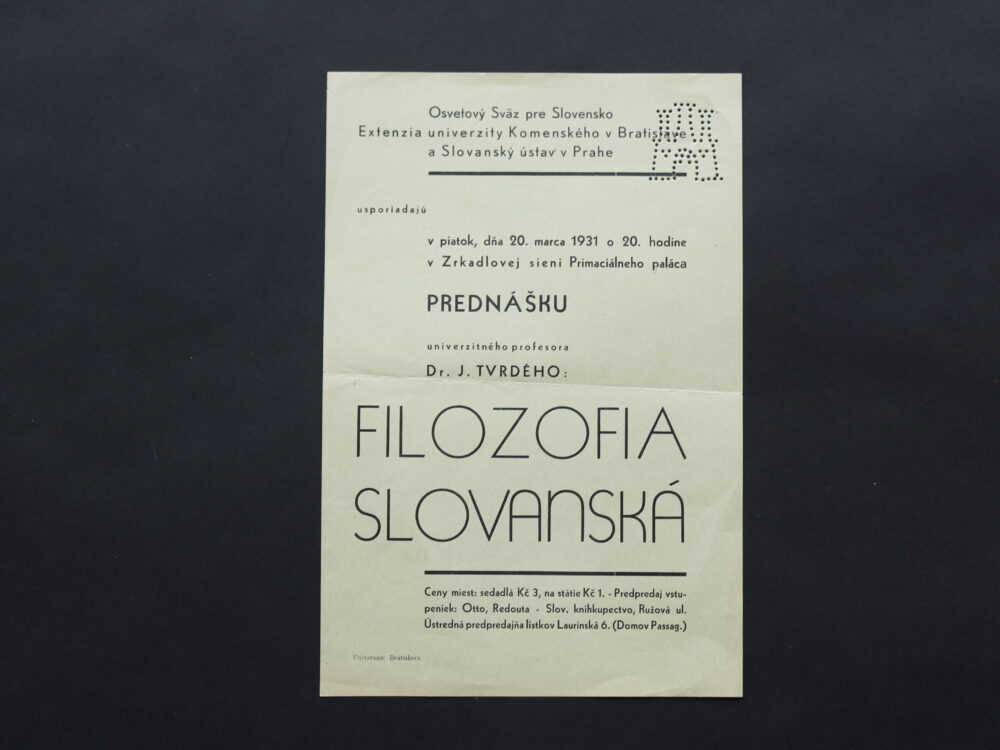 Osvetový Sväz pre Slovensko
Extenzia univerzity Komenského v Bratislave
a Slovanský ústav v Prahe
usporiadajú
v piatok, dňa 20. marca 1931 o 20. hodine
v Zrkadlovej sieni Primaciálneho paláca
PREDNÁŠKU
univerzitného profesora
Dr. J. TVRDÉHO:
FILOZOFIA
SLOVANSKÁ
Ceny miest: sedadlá Kč 3, na státie Kč 1. - Predpredaj vstu-
peniek: Otto, Redouta - Slov. kníhkupectvo, Ružová ul.
Ústredná predpredajňa lístkov Laurinská 6. (Domov Passag.)
Universum Bratislava.